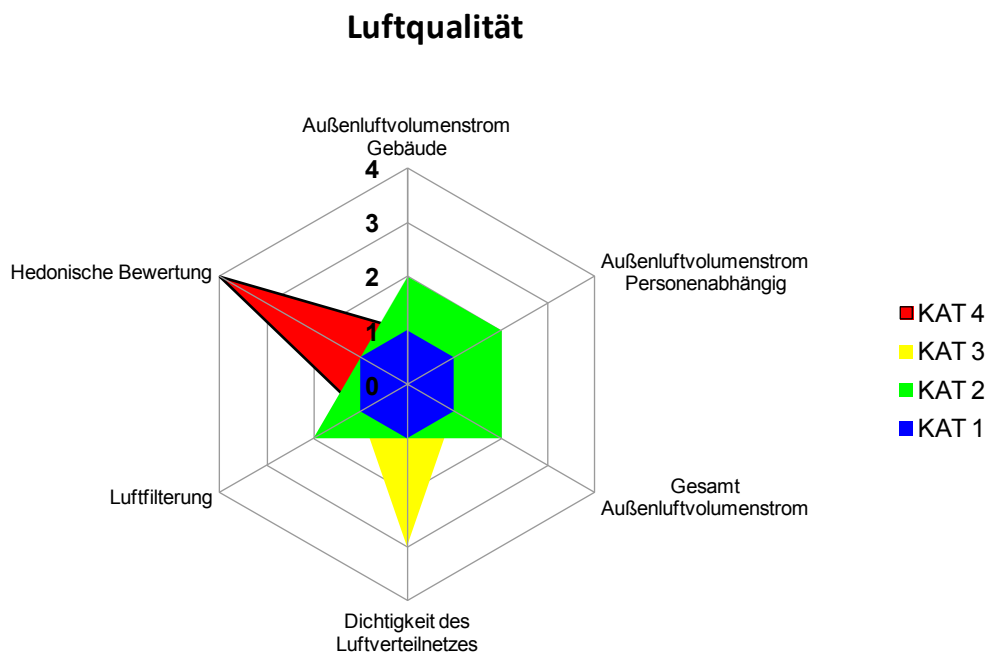 Luftqualität
Außenluftvolumenstrom
Gebäude
4
3
2
1
0
Außenluftvolumenstrom
Personenabhängig
Gesamt
Außenluftvolumenstrom
Dichtigkeit des
Luftverteilnetzes
Luftfilterung
Hedonische Bewertung
KAT 4
KAT 3
KAT 2
KAT 1